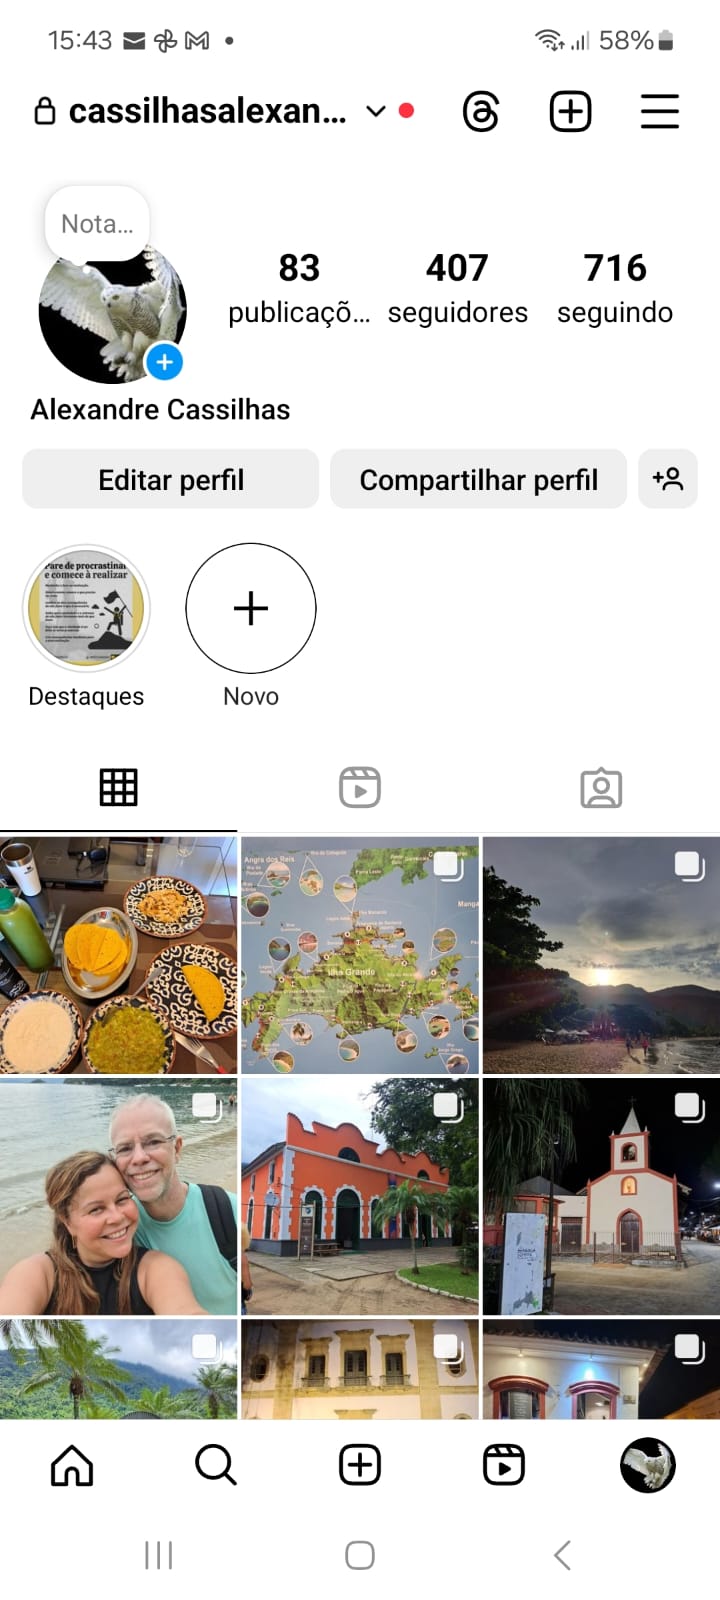 15:43
58%
cassilhasalexan...
Nota...
83
407
716
publicaçõ...
seguidores
seguindo
Alexandre Cassilhas
Editar perfil
Compartilhar perfil
Pare de procrastinar
e comece à realizar
Destaques
Novo
Angra dos Reis
Ilha Grande